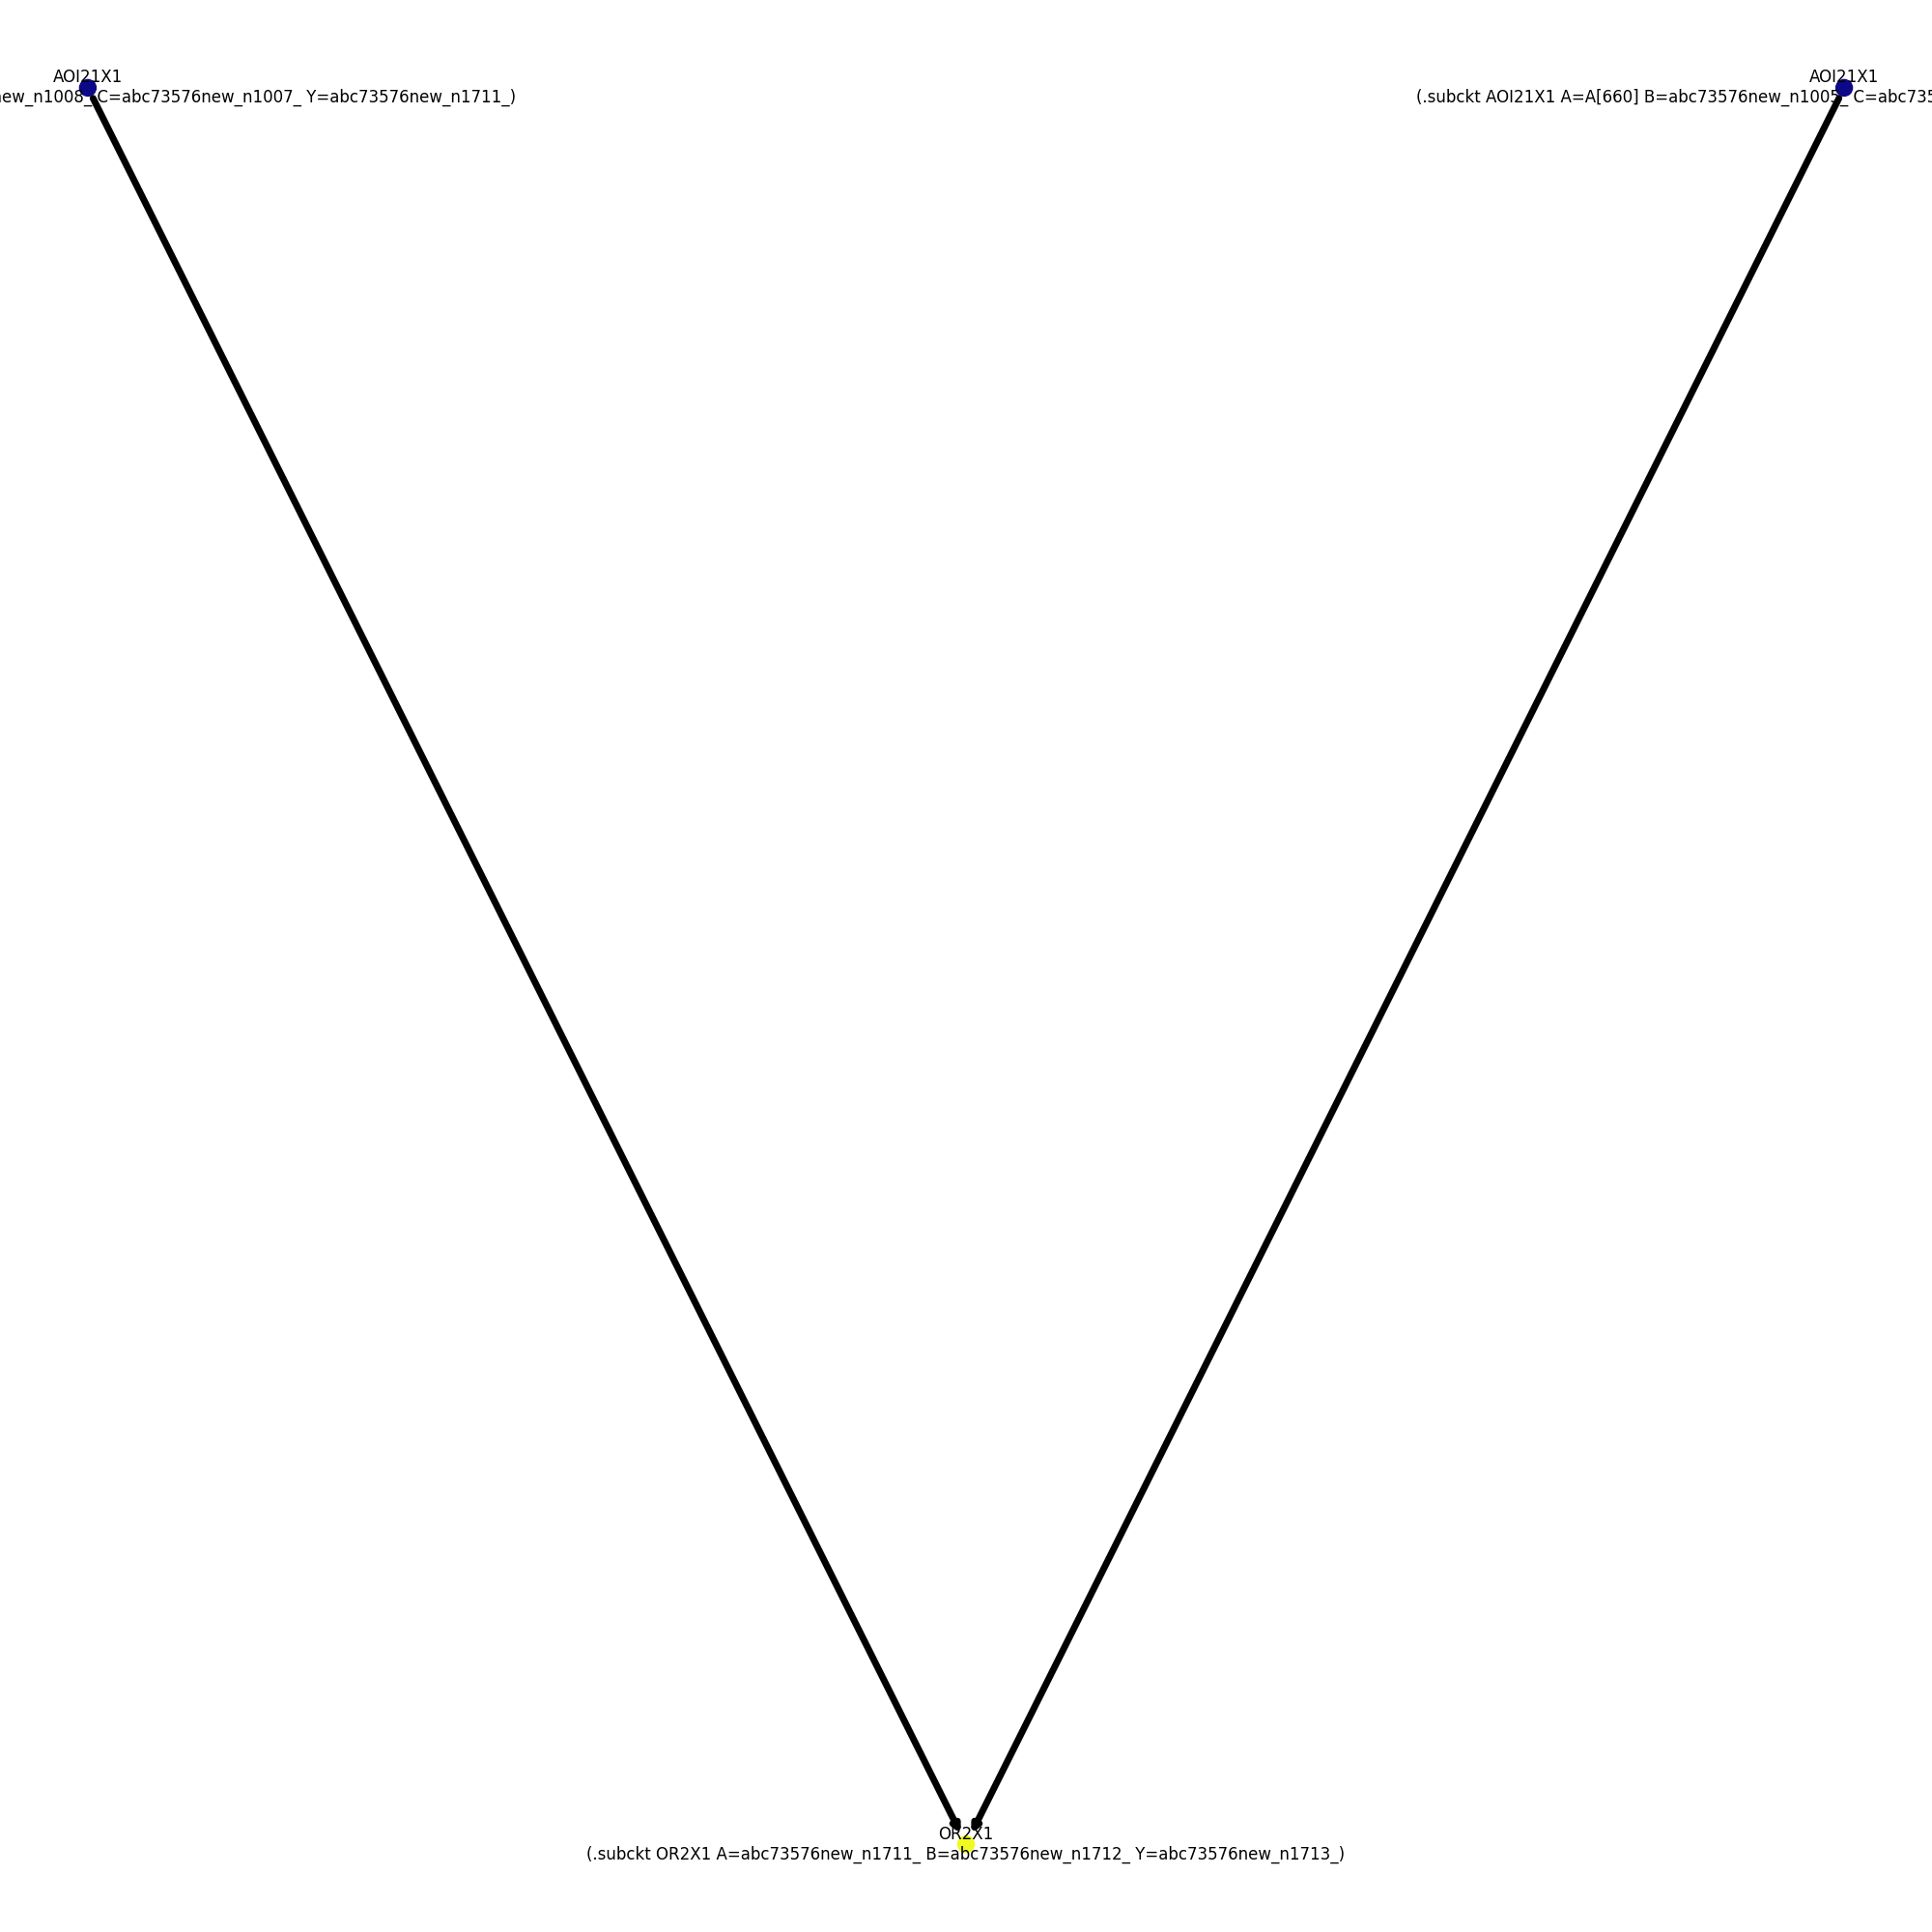 AOI21X1
new_n1008_ C=abc73576new_n1007_ Y=abc73576new_n1711_)
AOI21X1
(.subckt AOI21X1 A=A[660] B=abc73576new_n1005_ C=abc735
OR2X1
(.subckt OR2X1 A=abc73576new_n1711_ B=abc73576new_n1712_ Y=abc73576new_n1713_)